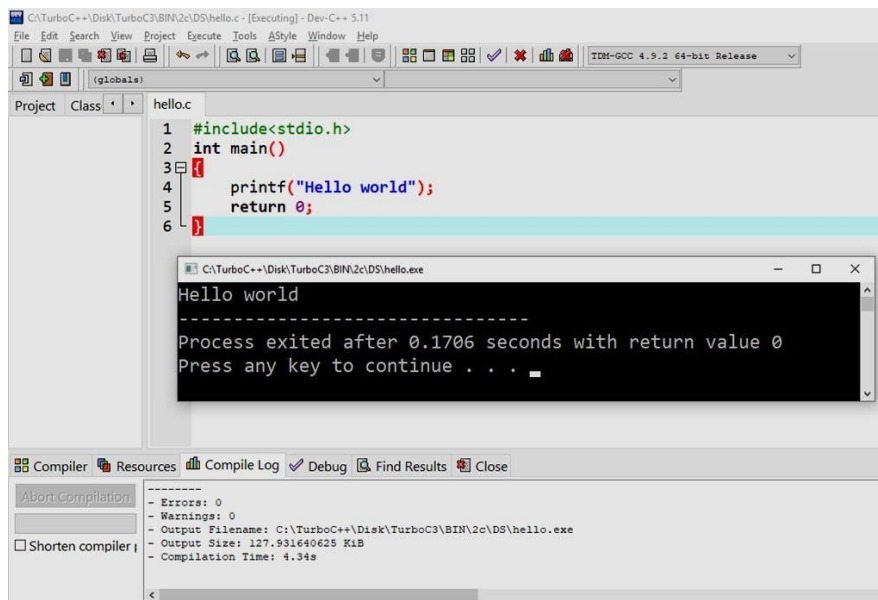 C:\TurboC++\Disk\TurboC3\BIN\2c\DS\hello.c - [Executing] - Dev-C++ 5.11
File Edit Search View Project Execute Tools AStyle Window Help
TDM-GCC 4.9.2 64-bit Release
(globals)
Project Class
hello.c
1 #include<stdio.h>
2 int main()
3 {
4 printf("Hello world");
5 return 0;
6 }
C:\TurboC++\Disk\TurboC3\BIN\2c\DS\hello.exe
Hello world
--------------------------------
Process exited after 0.1706 seconds with return value 0
Press any key to continue . . .
Compiler Resources Compile Log Debug Find Results Close
Abort Compilation
Shorten compiler
--------
- Errors: 0
- Warnings: 0
- Output Filename: C:\TurboC++\Disk\TurboC3\BIN\2c\DS\hello.exe
- Output Size: 127.931640625 KiB
- Compilation Time: 4.34s